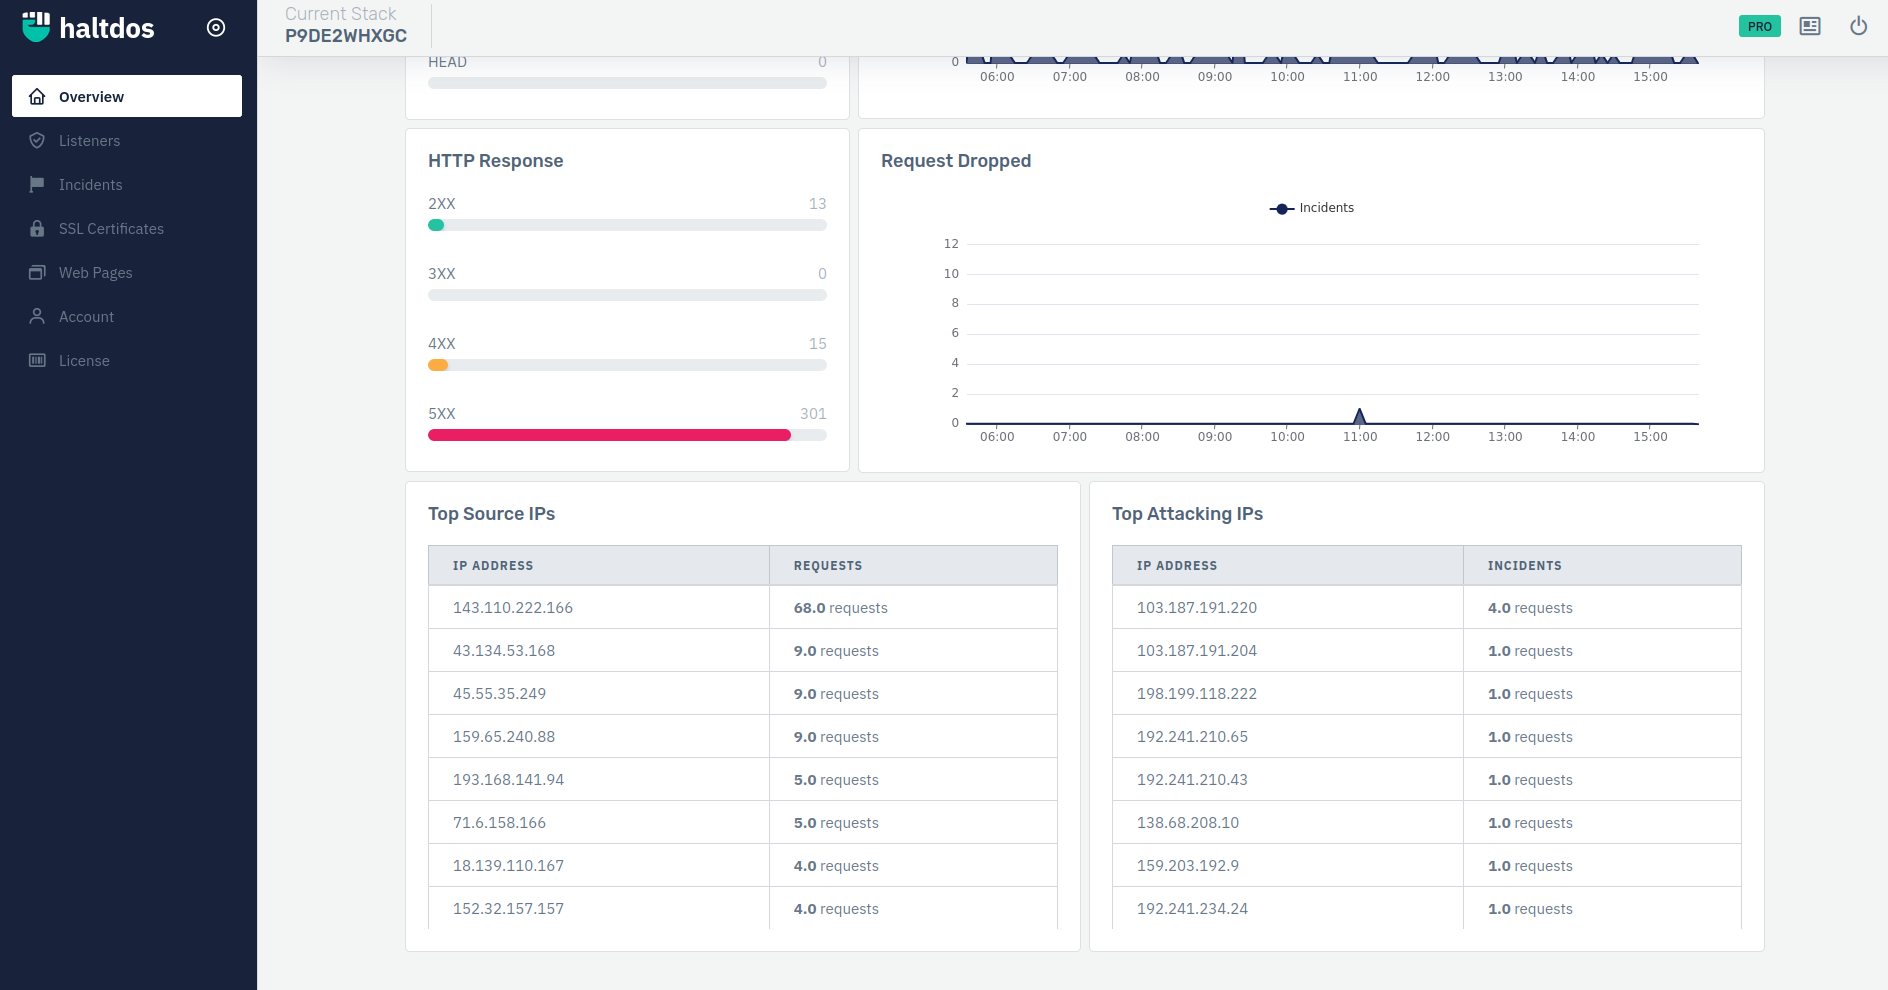 haltdos
Current Stack
P9DE2WHXGC
PRO
Overview
Listeners
Incidents
SSL Certificates
Web Pages
Account
License
HEAD 0
0
06:00 07:00 08:00 09:00 10:00 11:00 12:00 13:00 14:00 15:00
HTTP Response
2XX 13
3XX 0
4XX 15
5XX 301
Request Dropped
Incidents
12
10
8
6
4
2
0
06:00 07:00 08:00 09:00 10:00 11:00 12:00 13:00 14:00 15:00
Top Source IPs
IP ADDRESS REQUESTS
143.110.222.166 68.0 requests
43.134.53.168 9.0 requests
45.55.35.249 9.0 requests
159.65.240.88 9.0 requests
193.168.141.94 5.0 requests
71.6.158.166 5.0 requests
18.139.110.167 4.0 requests
152.32.157.157 4.0 requests
Top Attacking IPs
IP ADDRESS INCIDENTS
103.187.191.220 4.0 requests
103.187.191.204 1.0 requests
198.199.118.222 1.0 requests
192.241.210.65 1.0 requests
192.241.210.43 1.0 requests
138.68.208.10 1.0 requests
159.203.192.9 1.0 requests
192.241.234.24 1.0 requests